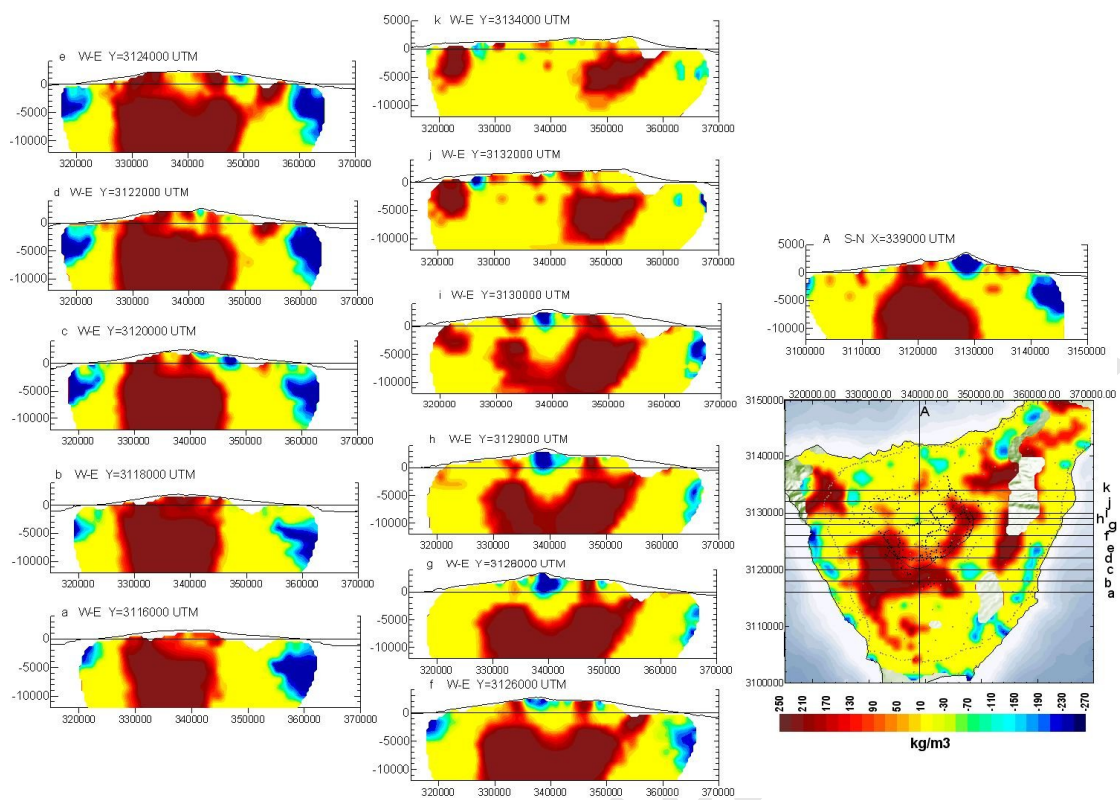 e W-E Y=3124000 UTM
0
-5000
-10000
320000 330000 340000 350000 360000 370000
d W-E Y=3122000 UTM
0
-5000
-10000
320000 330000 340000 350000 360000 370000
c W-E Y=3120000 UTM
0
-5000
-10000
320000 330000 340000 350000 360000 370000
b W-E Y=3118000 UTM
0
-5000
-10000
320000 330000 340000 350000 360000 370000
a W-E Y=3116000 UTM
0
-5000
-10000
320000 330000 340000 350000 360000 370000
k W-E Y=3134000 UTM
5000
0
-5000
-10000
320000 330000 340000 350000 360000 370000
j W-E Y=3132000 UTM
0
-5000
-10000
320000 330000 340000 350000 360000 370000
i W-E Y=3130000 UTM
0
-5000
-10000
320000 330000 340000 350000 360000 370000
h W-E Y=3129000 UTM
0
-5000
-10000
320000 330000 340000 350000 360000 370000
g W-E Y=3128000 UTM
0
-5000
-10000
320000 330000 340000 350000 360000 370000
f W-E Y=3126000 UTM
0
-5000
-10000
320000 330000 340000 350000 360000 370000
A S-N X=339000 UTM
5000
0
-5000
-10000
3100000 3110000 3120000 3130000 3140000 3150000
320000.00 330000.00 340000.00 350000.00 360000.00 370000.00
A
3150000
3140000
3130000
3120000
3110000
3100000
k
j
i
h
g
f
e
d
c
b
a
250 210 170 130 90 50 10 -30 -70 -110 -150 -190 -230 -270
kg/m3